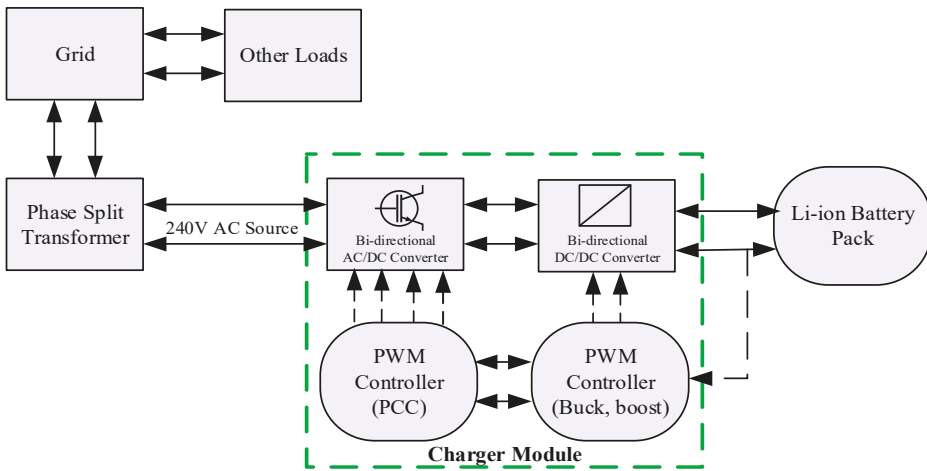 Grid
Other Loads
Phase Split
Transformer
240V AC Source
Bi-directional
AC/DC Converter
Bi-directional
DC/DC Converter
Li-ion Battery
Pack
PWM
Controller
(PCC)
PWM
Controller
(Buck, boost)
Charger Module